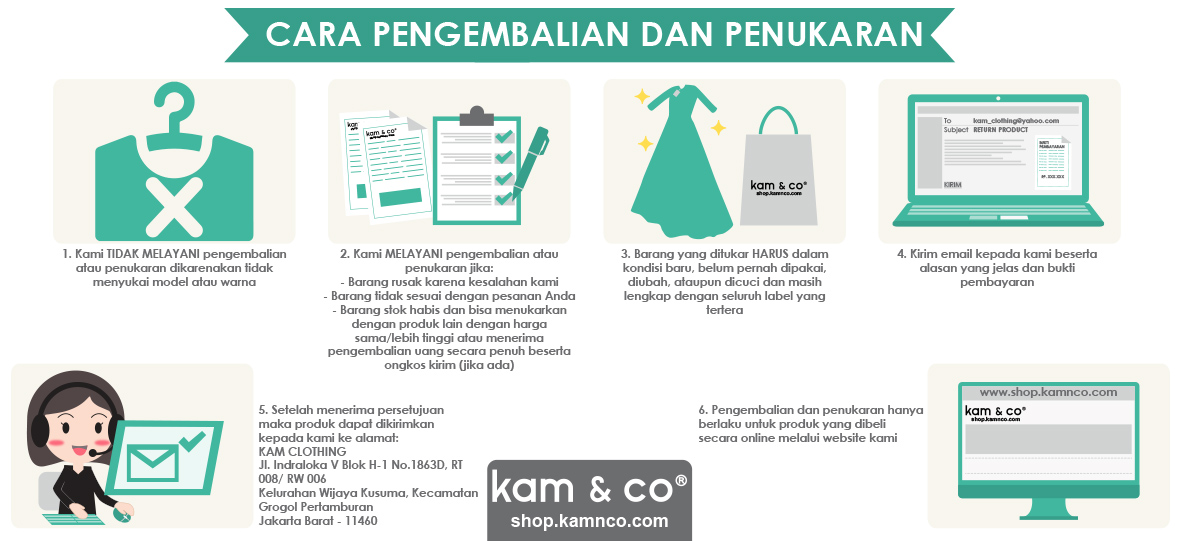 CARA PENGEMBALIAN DAN PENUKARAN
1. Kami TIDAK MELAYANI pengembalian
atau penukaran dikarenakan tidak
menyukai model atau warna
kam
kam & co®
2. Kami MELAYANI pengembalian atau
penukaran jika:
- Barang rusak karena kesalahan kami
- Barang tidak sesuai dengan pesanan Anda
- Barang stok habis dan bisa menukarkan
dengan produk lain dengan harga
sama/lebih tinggi atau menerima
pengembalian uang secara penuh beserta
ongkos kirim (jika ada)
kam & co®
shop.kamnco.com
3. Barang yang ditukar HARUS dalam
kondisi baru, belum pernah dipakai,
diubah, ataupun dicuci dan masih
lengkap dengan seluruh label yang
tertera
To kam_clothing@yahoo.com
Subject RETURN PRODUCT
BUKTI
PEMBAYARAN
RP. XXX.XXX
KIRIM
4. Kirim email kepada kami beserta
alasan yang jelas dan bukti
pembayaran
5. Setelah menerima persetujuan
maka produk dapat dikirimkan
kepada kami ke alamat:
KAM CLOTHING
Jl. Indraloka V Blok H-1 No.1863D, RT
008/ RW 006
Kelurahan Wijaya Kusuma, Kecamatan
Grogol Pertamburan
Jakarta Barat - 11460
kam & co®
shop.kamnco.com
6. Pengembalian dan penukaran hanya
berlaku untuk produk yang dibeli
secara online melalui website kami
www.shop.kamnco.com
kam & co®
shop.kamnco.com